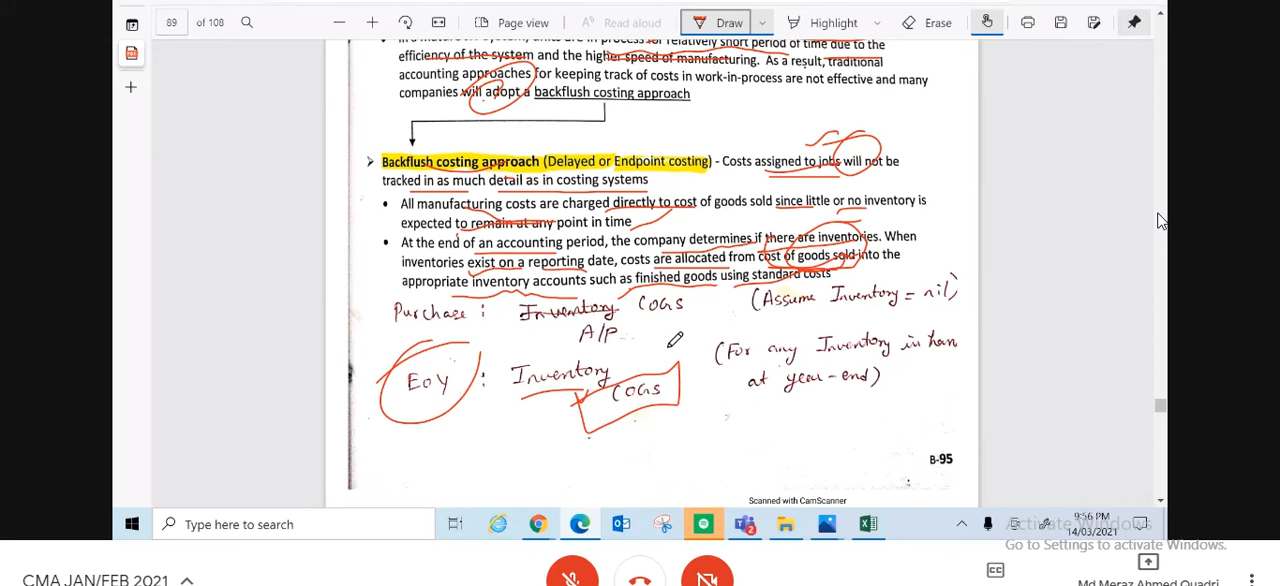 89 of 108 Page view Read aloud Draw Highlight Erase
In a mature JIT system, units are in process for relatively short period of time due to the
efficiency of the system and the higher speed of manufacturing. As a result, traditional
accounting approaches for keeping track of costs in work-in-process are not effective and many
companies will adopt a backflush costing approach
Backflush costing approach (Delayed or Endpoint costing) - Costs assigned to jobs will not be
tracked in as much detail as in costing systems
• All manufacturing costs are charged directly to cost of goods sold since little or no inventory is
expected to remain at any point in time
• At the end of an accounting period, the company determines if there are inventories. When
inventories exist on a reporting date, costs are allocated from cost of goods sold into the
appropriate inventory accounts such as finished goods using standard costs
Purchase : Inventory COGS (Assume Inventory = nil)
A/P
(For any Inventory in han
EOY : Inventory
COGS at year-end)
B-95
Scanned with CamScanner
Type here to search
9:56 PM
14/03/2021
Activate Windows
Go to Settings to activate Windows.
CMA JAN/FEB 2021
Md Meraz Ahmed Quadri